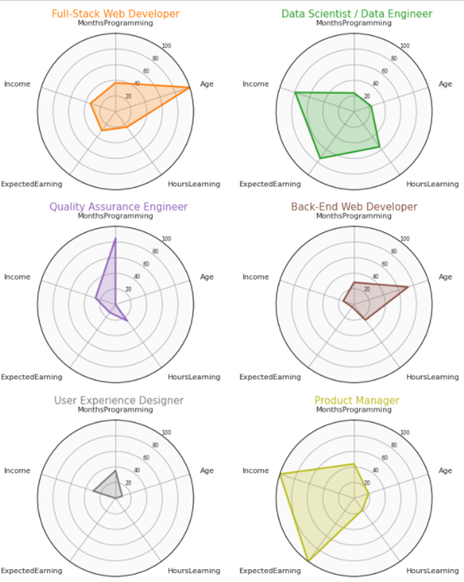 Full-Stack Web Developer
MonthsProgramming
100
80
60
40
20
Income
Age
ExpectedEarning
HoursLearning
Data Scientist / Data Engineer
MonthsProgramming
100
80
60
40
20
Income
Age
ExpectedEarning
HoursLearning
Quality Assurance Engineer
MonthsProgramming
100
80
60
40
20
Income
Age
ExpectedEarning
HoursLearning
Back-End Web Developer
MonthsProgramming
100
80
60
40
20
Income
Age
ExpectedEarning
HoursLearning
User Experience Designer
MonthsProgramming
100
80
60
40
20
Income
Age
ExpectedEarning
HoursLearning
Product Manager
MonthsProgramming
100
80
60
40
20
Income
Age
ExpectedEarning
HoursLearning